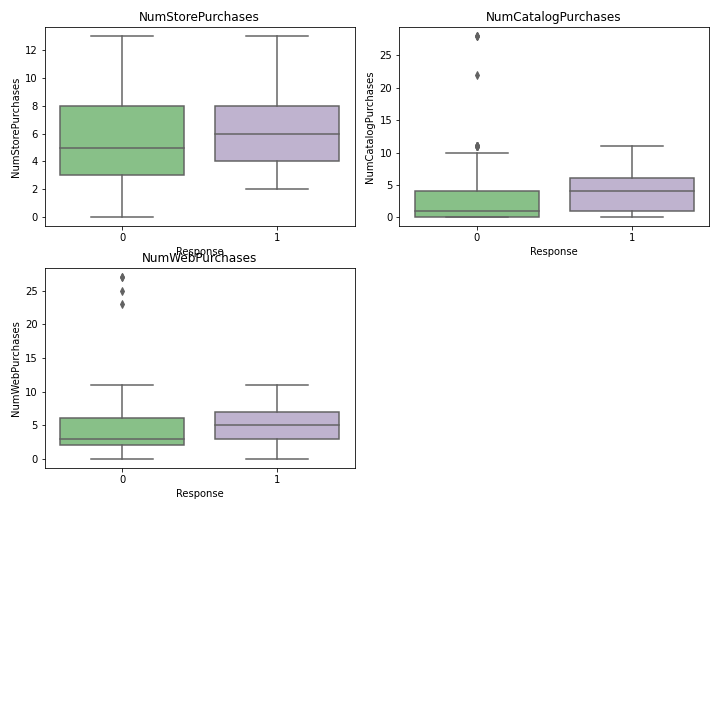 NumStorePurchases
NumStorePurchases
12
10
8
6
4
2
0
0
1
Response
NumCatalogPurchases
NumCatalogPurchases
25
20
15
10
5
0
0
1
Response
NumWebPurchases
NumWebPurchases
25
20
15
10
5
0
0
1
Response